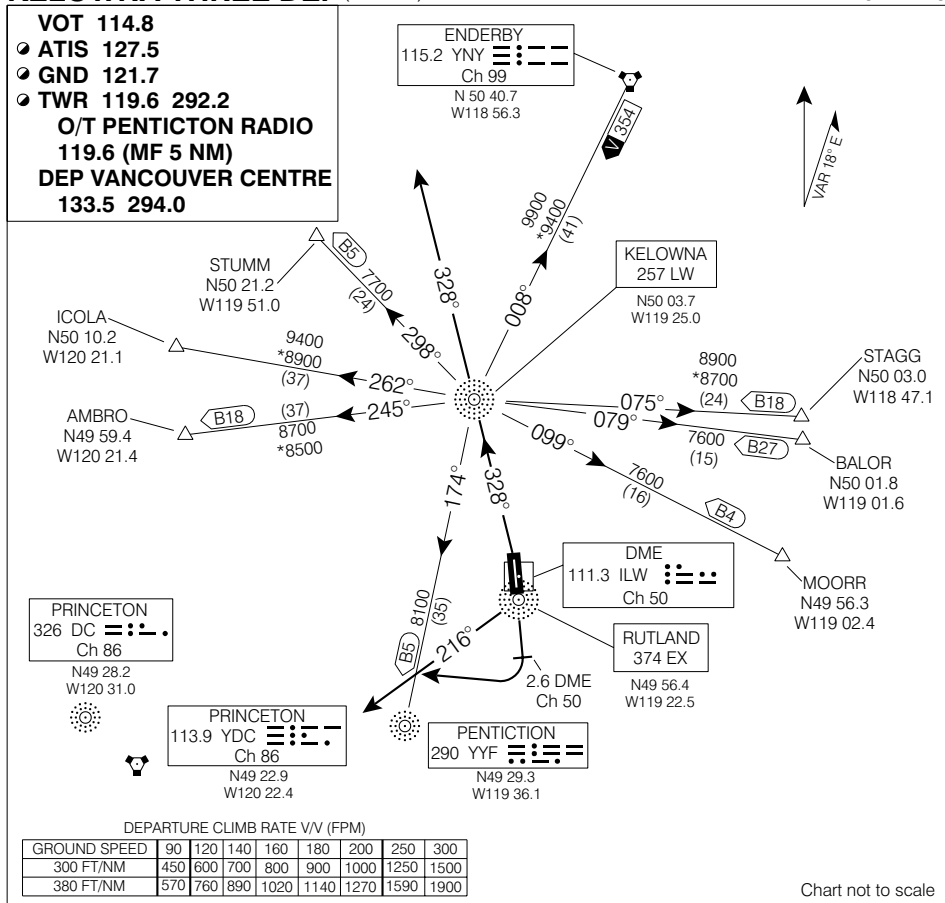 VOT 114.8
ATIS 127.5
GND 121.7
TWR 119.6 292.2
O/T PENTICTON RADIO
119.6 (MF 5 NM)
DEP VANCOUVER CENTRE
133.5 294.0
ENDERBY
115.2 YNY
Ch 99
N 50 40.7
W118 56.3
V 354
VAR 18° E
9900
*9400
(41)
008°
328°
KELOWNA
257 LW
N50 03.7
W119 25.0
STUMM
N50 21.2
W119 51.0
B5
7700
(24)
298°
ICOLA
N50 10.2
W120 21.1
9400
*8900
(37)
262°
AMBRO
N49 59.4
W120 21.4
B18
(37)
8700
*8500
245°
8900
*8700
(24)
075°
B18
STAGG
N50 03.0
W118 47.1
079°
7600
(15)
B27
BALOR
N50 01.8
W119 01.6
099°
7600
(16)
B4
MOORR
N49 56.3
W119 02.4
174°
328°
B5
8100
(35)
216°
DME
111.3 ILW
Ch 50
RUTLAND
374 EX
N49 56.4
W119 22.5
2.6 DME
Ch 50
PRINCETON
326 DC
Ch 86
N49 28.2
W120 31.0
PRINCETON
113.9 YDC
Ch 86
N49 22.9
W120 22.4
PENTICTION
290 YYF
N49 29.3
W119 36.1
DEPARTURE CLIMB RATE V/V (FPM)
GROUND SPEED 90 120 140 160 180 200 250 300
300 FT/NM 450 600 700 800 900 1000 1250 1500
380 FT/NM 570 760 890 1020 1140 1270 1590 1900
Chart not to scale